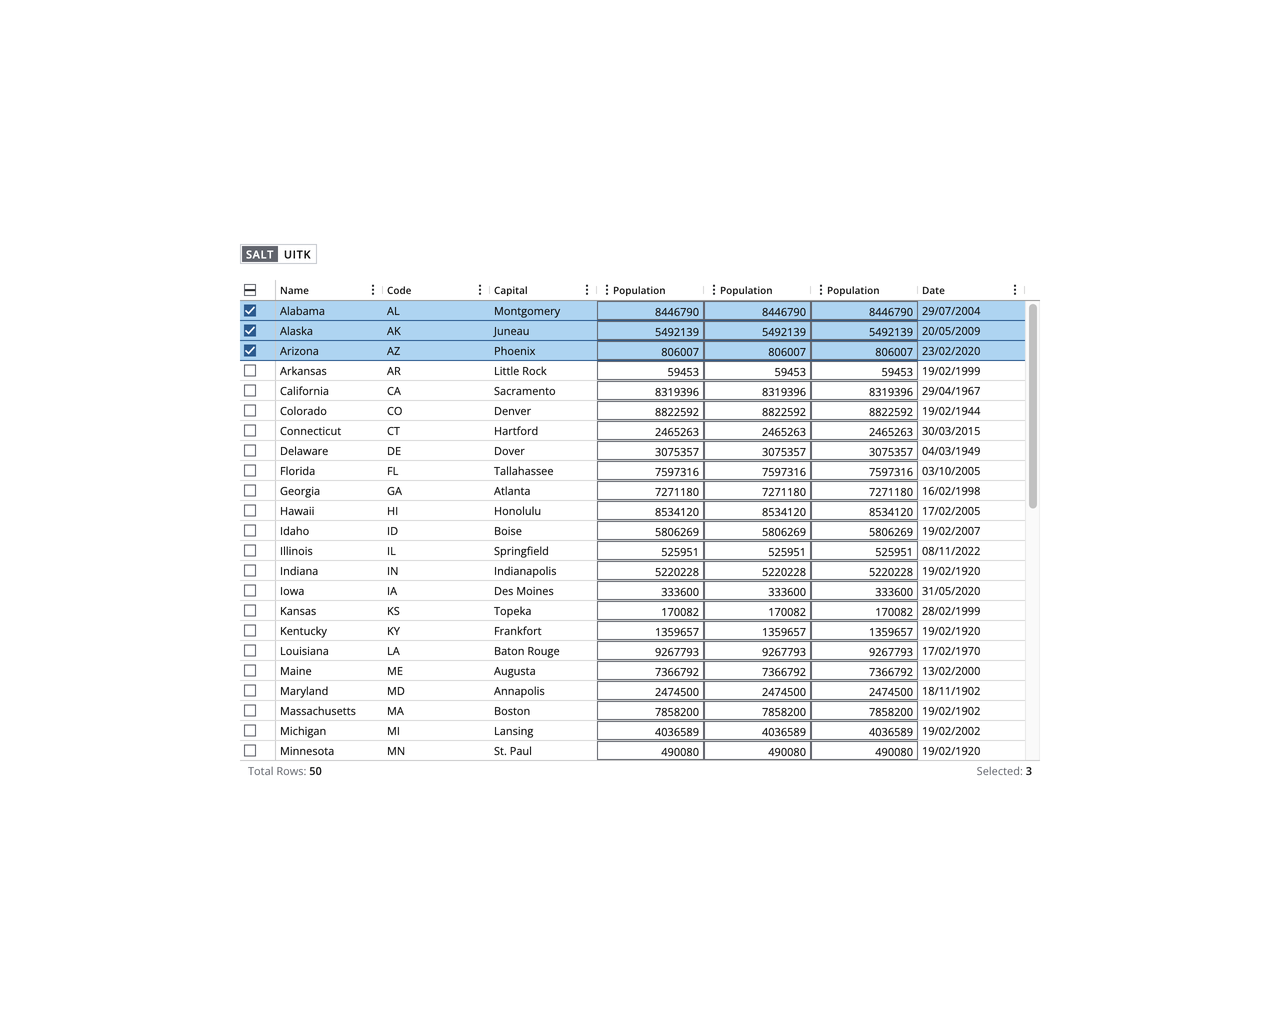 SALT UITK
Name Code Capital Population Population Population Date
Alabama AL Montgomery 8446790 8446790 8446790 29/07/2004
Alaska AK Juneau 5492139 5492139 5492139 20/05/2009
Arizona AZ Phoenix 806007 806007 806007 23/02/2020
Arkansas AR Little Rock 59453 59453 59453 19/02/1999
California CA Sacramento 8319396 8319396 8319396 29/04/1967
Colorado CO Denver 8822592 8822592 8822592 19/02/1944
Connecticut CT Hartford 2465263 2465263 2465263 30/03/2015
Delaware DE Dover 3075357 3075357 3075357 04/03/1949
Florida FL Tallahassee 7597316 7597316 7597316 03/10/2005
Georgia GA Atlanta 7271180 7271180 7271180 16/02/1998
Hawaii HI Honolulu 8534120 8534120 8534120 17/02/2005
Idaho ID Boise 5806269 5806269 5806269 19/02/2007
Illinois IL Springfield 525951 525951 525951 08/11/2022
Indiana IN Indianapolis 5220228 5220228 5220228 19/02/1920
Iowa IA Des Moines 333600 333600 333600 31/05/2020
Kansas KS Topeka 170082 170082 170082 28/02/1999
Kentucky KY Frankfort 1359657 1359657 1359657 19/02/1920
Louisiana LA Baton Rouge 9267793 9267793 9267793 17/02/1970
Maine ME Augusta 7366792 7366792 7366792 13/02/2000
Maryland MD Annapolis 2474500 2474500 2474500 18/11/1902
Massachusetts MA Boston 7858200 7858200 7858200 19/02/1902
Michigan MI Lansing 4036589 4036589 4036589 19/02/2002
Minnesota MN St. Paul 490080 490080 490080 19/02/1920
Total Rows: 50 Selected: 3